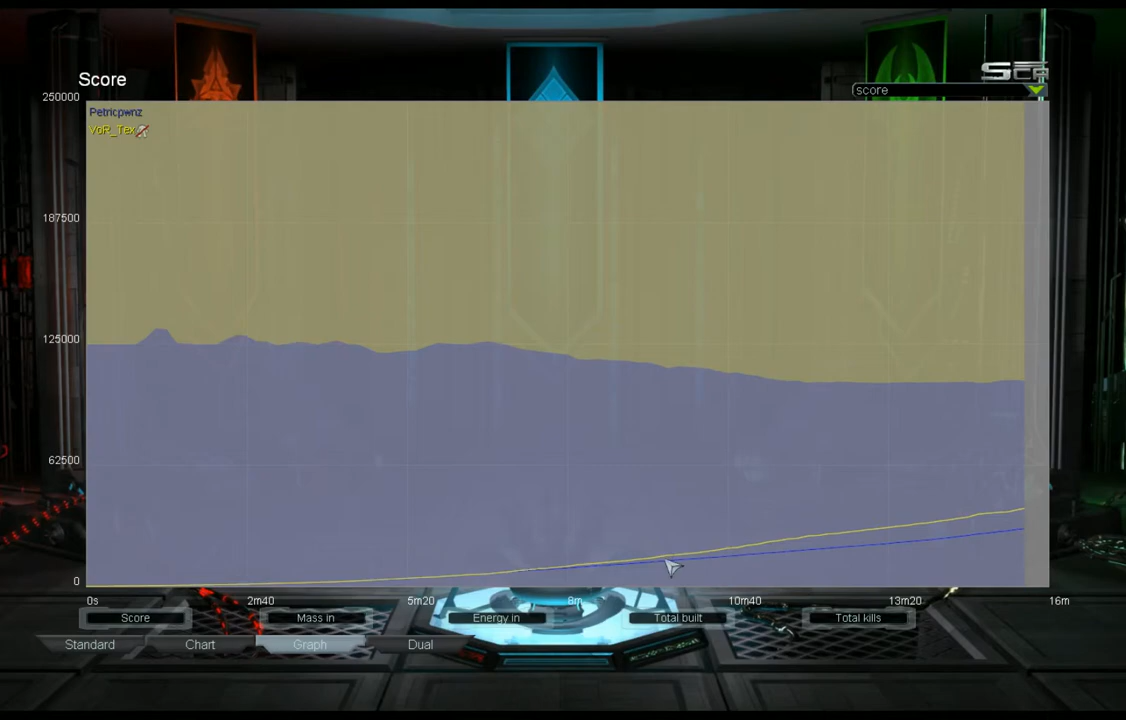 Score
250000
score
Petricpwnz
VoR_Tex
187500
125000
62500
0
0s 2m40 5m20 8m 10m40 13m20 16m
Score Mass in Energy in Total built Total kills
Standard Chart Graph Dual